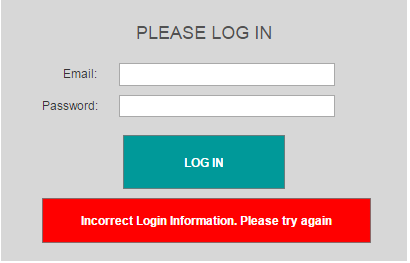 PLEASE LOG IN
Email:
Password:
LOG IN
Incorrect Login Information. Please try again